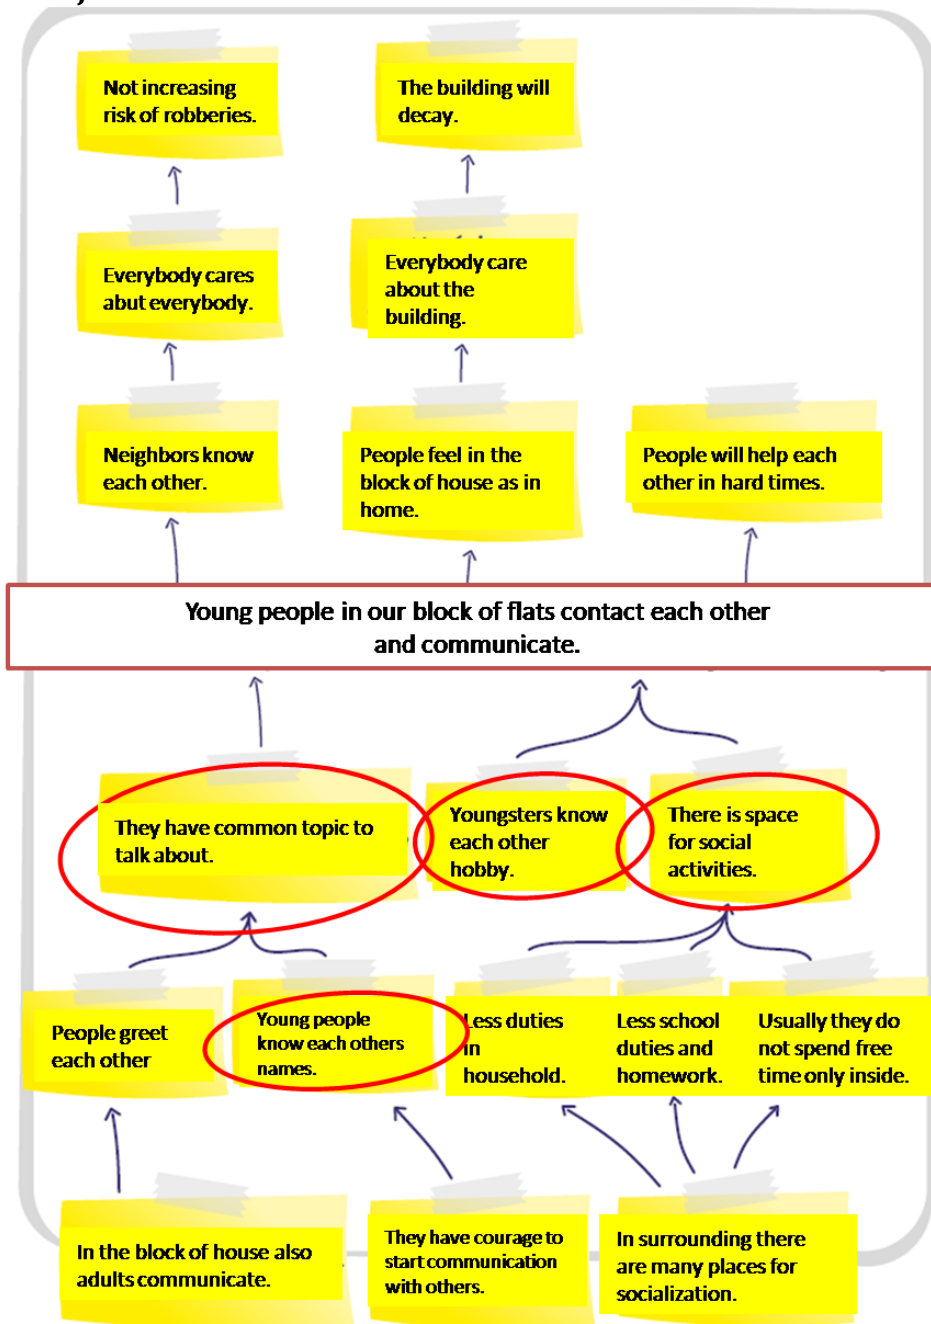 Not increasing
risk of robberies.
The building will
decay.
Everybody cares
abut everybody.
Everybody care
about the
building.
Neighbors know
each other.
People feel in the
block of house as in
home.
People will help each
other in hard times.
Young people in our block of flats contact each other
and communicate.
They have common topic to
talk about.
Youngsters know
each other
hobby.
There is space
for social
activities.
People greet
each other
Young people
know each others
names.
Less duties
in
household.
Less school
duties and
homework.
Usually they do
not spend free
time only inside.
In the block of house also
adults communicate.
They have courage to
start communication
with others.
In surrounding there
are many places for
socialization.